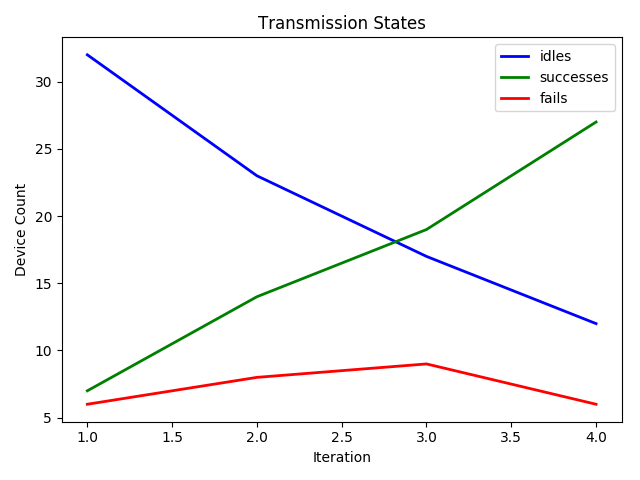 Transmission States
idles
successes
fails
Device Count
30
25
20
15
10
5
1.0 1.5 2.0 2.5 3.0 3.5 4.0
Iteration